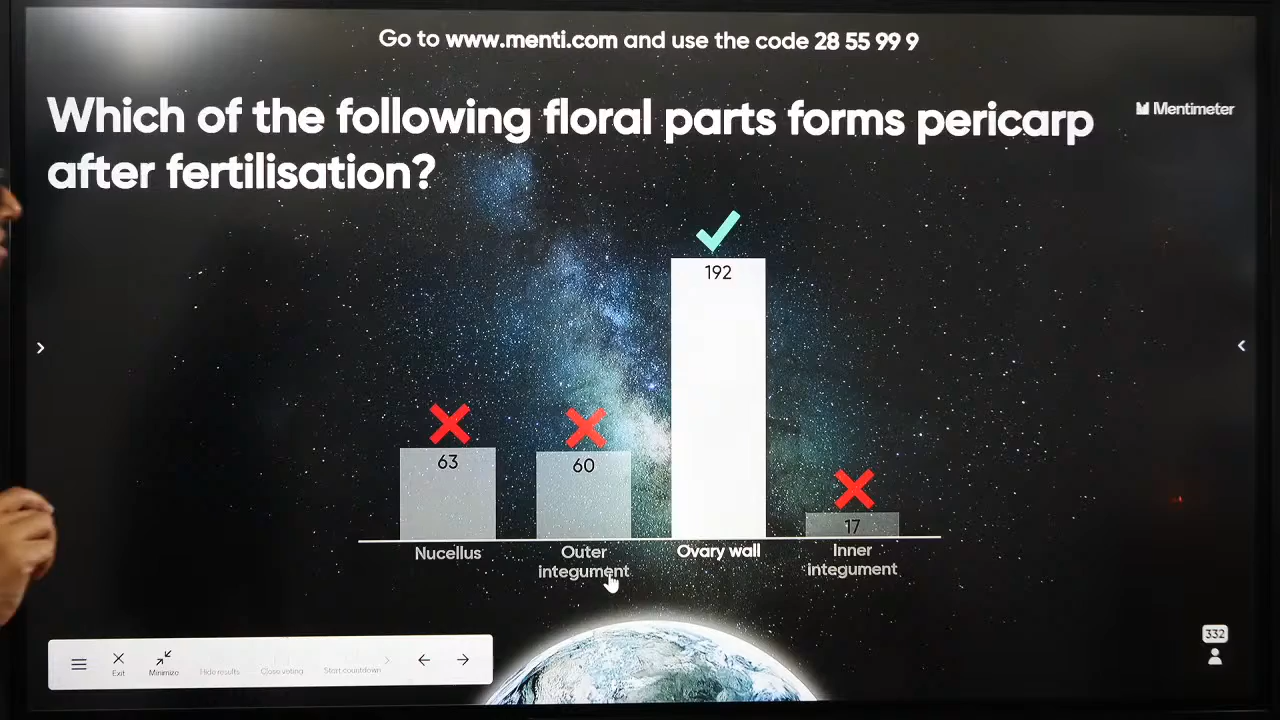 Go to www.menti.com and use the code 28 55 99 9
Which of the following floral parts forms pericarp
after fertilisation?
Mentimeter
192
63
60
17
Nucellus
Outer
integument
Ovary wall
Inner
integument
332
Exit
Minimize
Hide results
Close voting
Start countdown